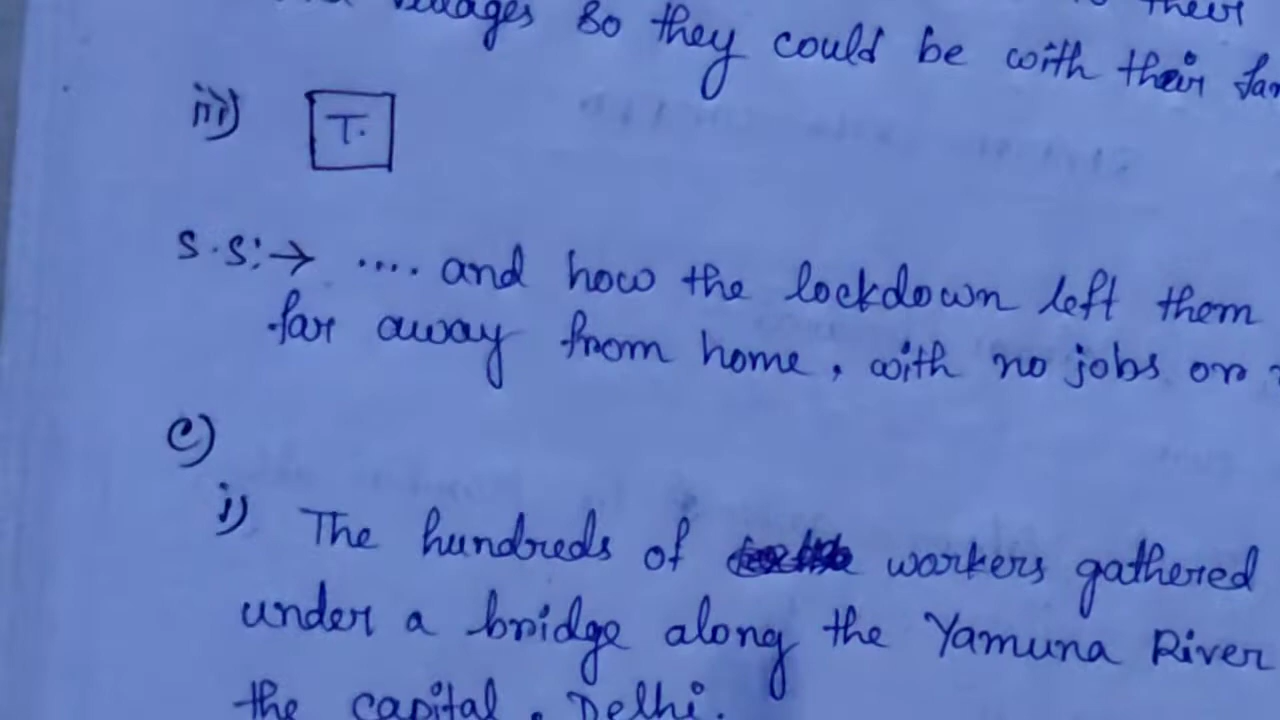 villages so they could be with their
iii) T.
s.s:→ .... and how the lockdown left them
far away from home, with no jobs or
c)
i) The hundreds of workers gathered
under a bridge along the Yamuna River
the capital, Delhi.